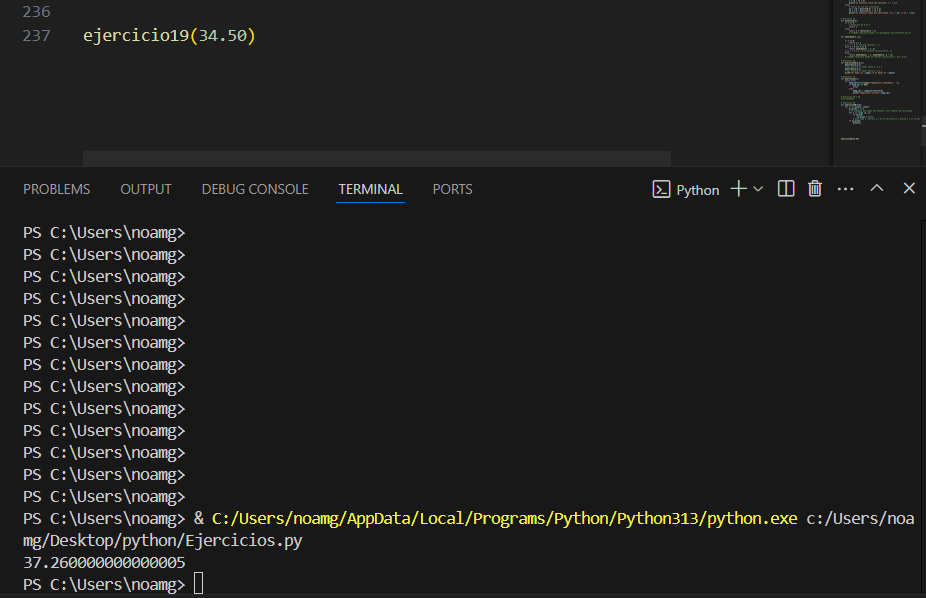 236
237 ejercicio19(34.50)
PROBLEMS OUTPUT DEBUG CONSOLE TERMINAL PORTS Python
PS C:\Users\noamg>
PS C:\Users\noamg>
PS C:\Users\noamg>
PS C:\Users\noamg>
PS C:\Users\noamg>
PS C:\Users\noamg>
PS C:\Users\noamg>
PS C:\Users\noamg>
PS C:\Users\noamg>
PS C:\Users\noamg>
PS C:\Users\noamg>
PS C:\Users\noamg>
PS C:\Users\noamg>
PS C:\Users\noamg> & C:/Users/noamg/AppData/Local/Programs/Python/Python313/python.exe c:/Users/noa
mg/Desktop/python/Ejercicios.py
37.260000000000005
PS C:\Users\noamg>